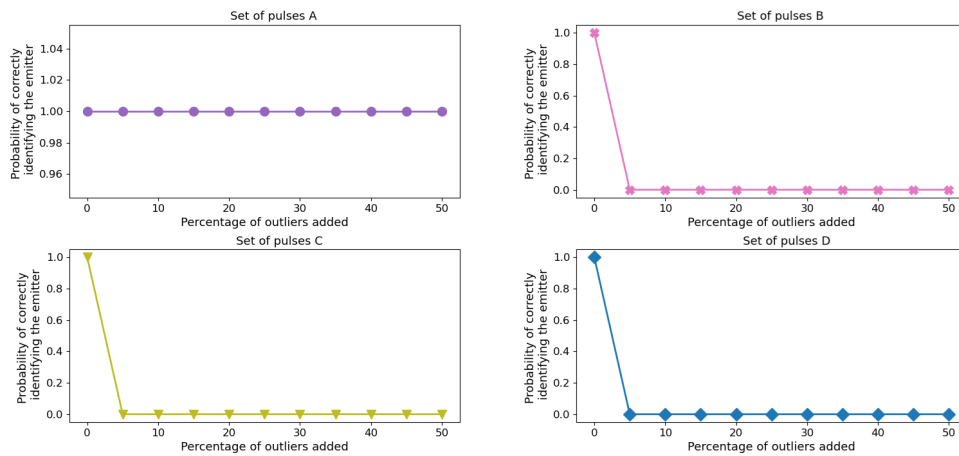 Set of pulses A
Probability of correctly
identifying the emitter
1.04
1.02
1.00
0.98
0.96
0 10 20 30 40 50
Percentage of outliers added
Set of pulses B
Probability of correctly
identifying the emitter
1.0
0.8
0.6
0.4
0.2
0.0
0 10 20 30 40 50
Percentage of outliers added
Set of pulses C
Probability of correctly
identifying the emitter
1.0
0.8
0.6
0.4
0.2
0.0
0 10 20 30 40 50
Percentage of outliers added
Set of pulses D
Probability of correctly
identifying the emitter
1.0
0.8
0.6
0.4
0.2
0.0
0 10 20 30 40 50
Percentage of outliers added